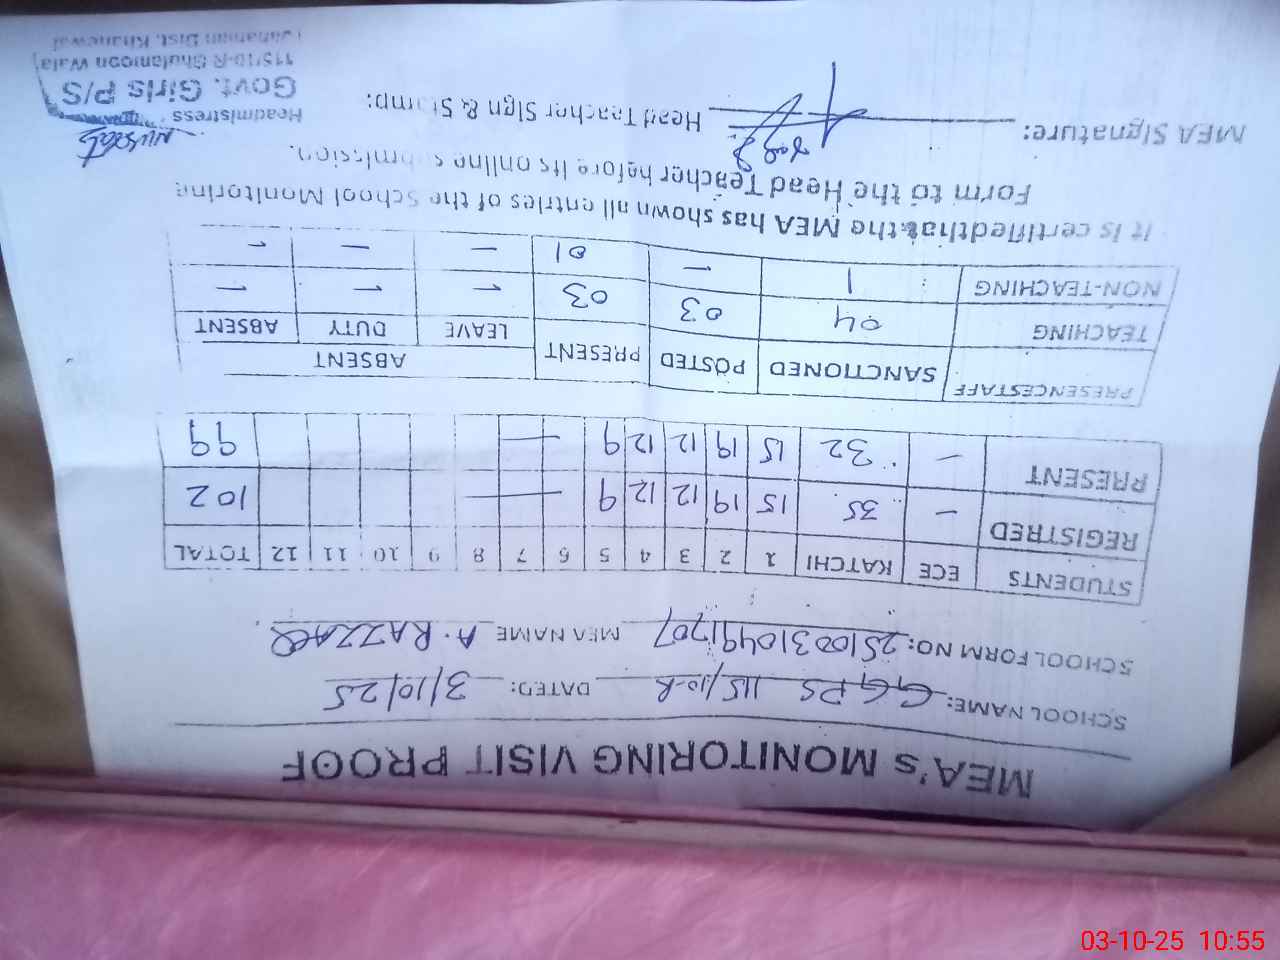 MEA's MONITORING VISIT PROOF
SCHOOL NAME: GGPS 115/10-R DATED: 3/10/25
SCHOOL FORM NO: 25100310491707 MEA NAME A. RAZZAQ
STUDENTS ECE KATCHI 1 2 3 4 5 6 7 8 9 10 11 12 TOTAL
REGISTRED - 35 15 19 12 12 9 — 102
PRESENT - 32 15 19 12 12 9 — 99
PRESENCESTAFF SANCTIONED POSTED PRESENT ABSENT
LEAVE DUTY ABSENT
TEACHING 04 03 03 - - -
NON-TEACHING 1 - 01 - - -
It is certified that the MEA has shown all entries of the School Monitoring
Form to the Head Teacher before its online submission.
MEA Signature: Head Teacher Sign & Stamp:
Headmistress
Govt. Girls P/S
115/10-R Ghulamoon Wala
Jahanian Dist. Khanewal
03-10-25 10:55